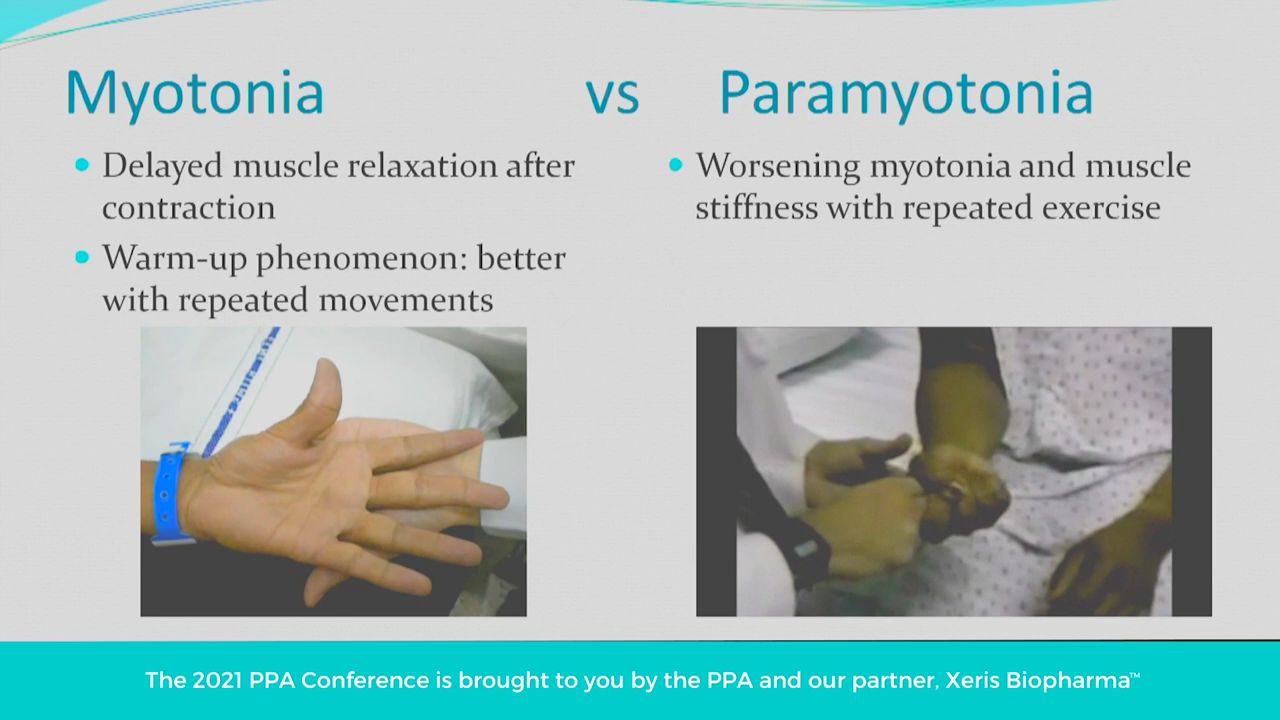 Myotonia vs Paramyotonia
• Delayed muscle relaxation after
contraction
• Warm-up phenomenon: better
with repeated movements
• Worsening myotonia and muscle
stiffness with repeated exercise
The 2021 PPA Conference is brought to you by the PPA and our partner, Xeris Biopharma™